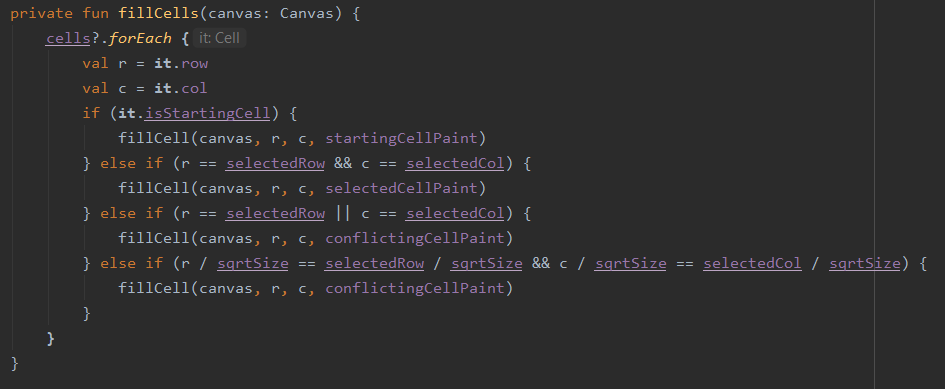 private fun fillCells(canvas: Canvas) {
cells?.forEach { it: Cell
val r = it.row
val c = it.col
if (it.isStartingCell) {
fillCell(canvas, r, c, startingCellPaint)
} else if (r == selectedRow && c == selectedCol) {
fillCell(canvas, r, c, selectedCellPaint)
} else if (r == selectedRow || c == selectedCol) {
fillCell(canvas, r, c, conflictingCellPaint)
} else if (r / sqrtSize == selectedRow / sqrtSize && c / sqrtSize == selectedCol / sqrtSize) {
fillCell(canvas, r, c, conflictingCellPaint)
}
}
}